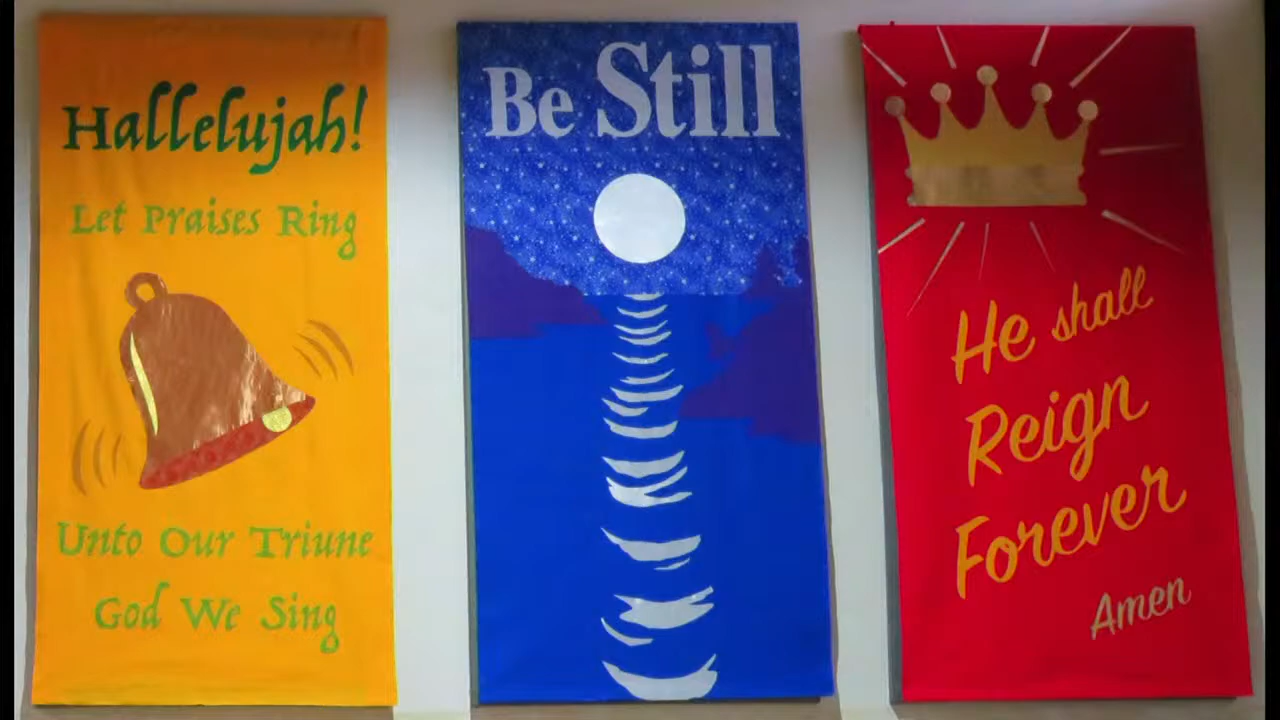 Hallelujah!
Let Praises Ring
Unto Our Triune
God We Sing
Be Still
He shall
Reign
Forever
Amen